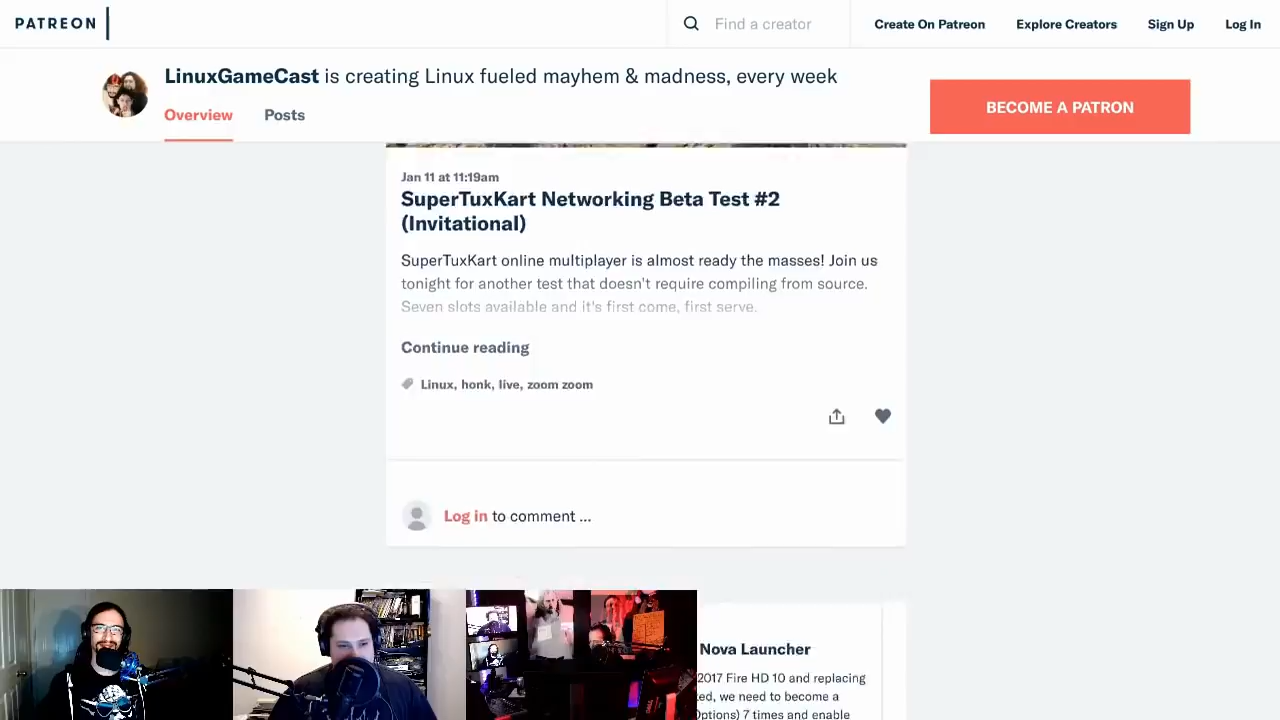 PATREON
Find a creator
Create On Patreon
Explore Creators
Sign Up
Log In
LinuxGameCast is creating Linux fueled mayhem & madness, every week
Overview
Posts
BECOME A PATRON
Jan 11 at 11:19am
SuperTuxKart Networking Beta Test #2
(Invitational)
SuperTuxKart online multiplayer is almost ready the masses! Join us
tonight for another test that doesn't require compiling from source.
Seven slots available and it's first come, first serve.
Continue reading
Linux, honk, live, zoom zoom
Log in to comment ...
Nova Launcher
2017 Fire HD 10 and replacing
ed, we need to become a
Options) 7 times and enable